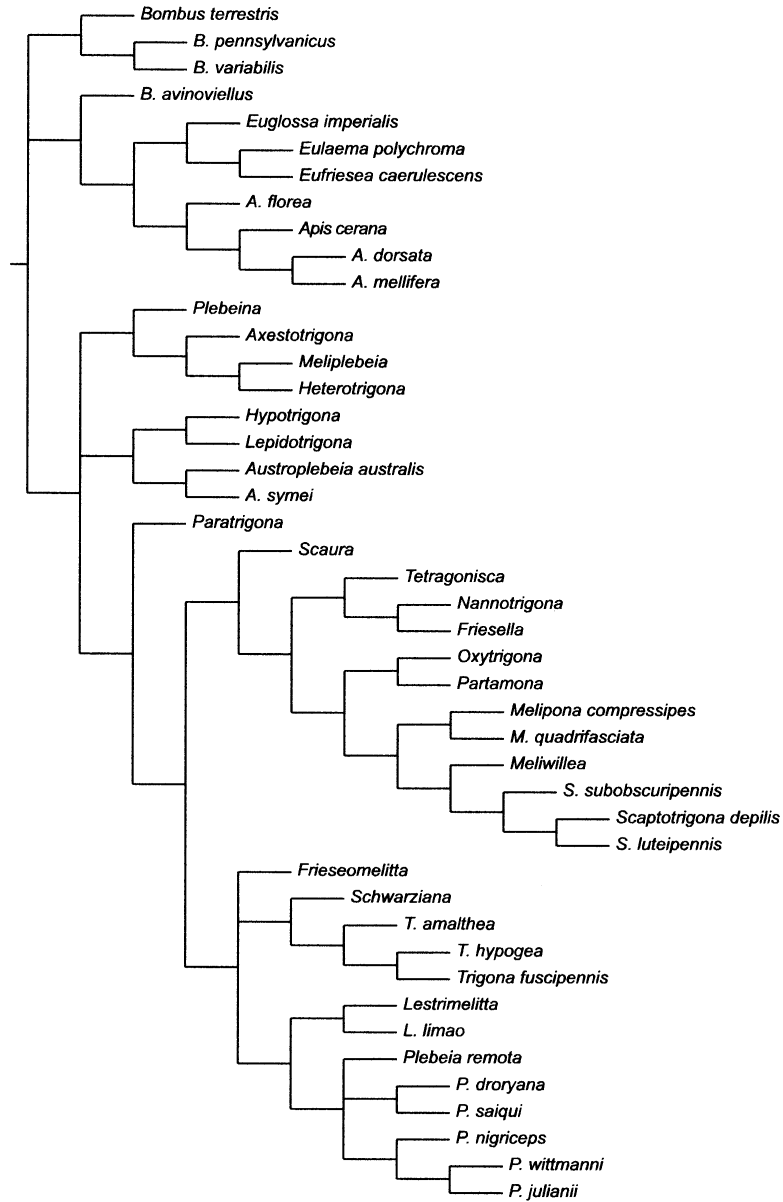 Bombus terrestris
B. pennsylvanicus
B. variabilis
B. avinoviellus
Euglossa imperialis
Eulaema polychroma
Eufriesea caerulescens
A. florea
Apis cerana
A. dorsata
A. mellifera
Plebeina
Axestotrigona
Meliplebeia
Heterotrigona
Hypotrigona
Lepidotrigona
Austroplebeia australis
A. symei
Paratrigona
Scaura
Tetragonisca
Nannotrigona
Friesella
Oxytrigona
Partamona
Melipona compressipes
M. quadrifasciata
Meliwillea
S. subobscuripennis
Scaptotrigona depilis
S. luteipennis
Frieseomelitta
Schwarziana
T. amalthea
T. hypogea
Trigona fuscipennis
Lestrimelitta
L. limao
Plebeia remota
P. droryana
P. saiqui
P. nigriceps
P. wittmanni
P. julianii